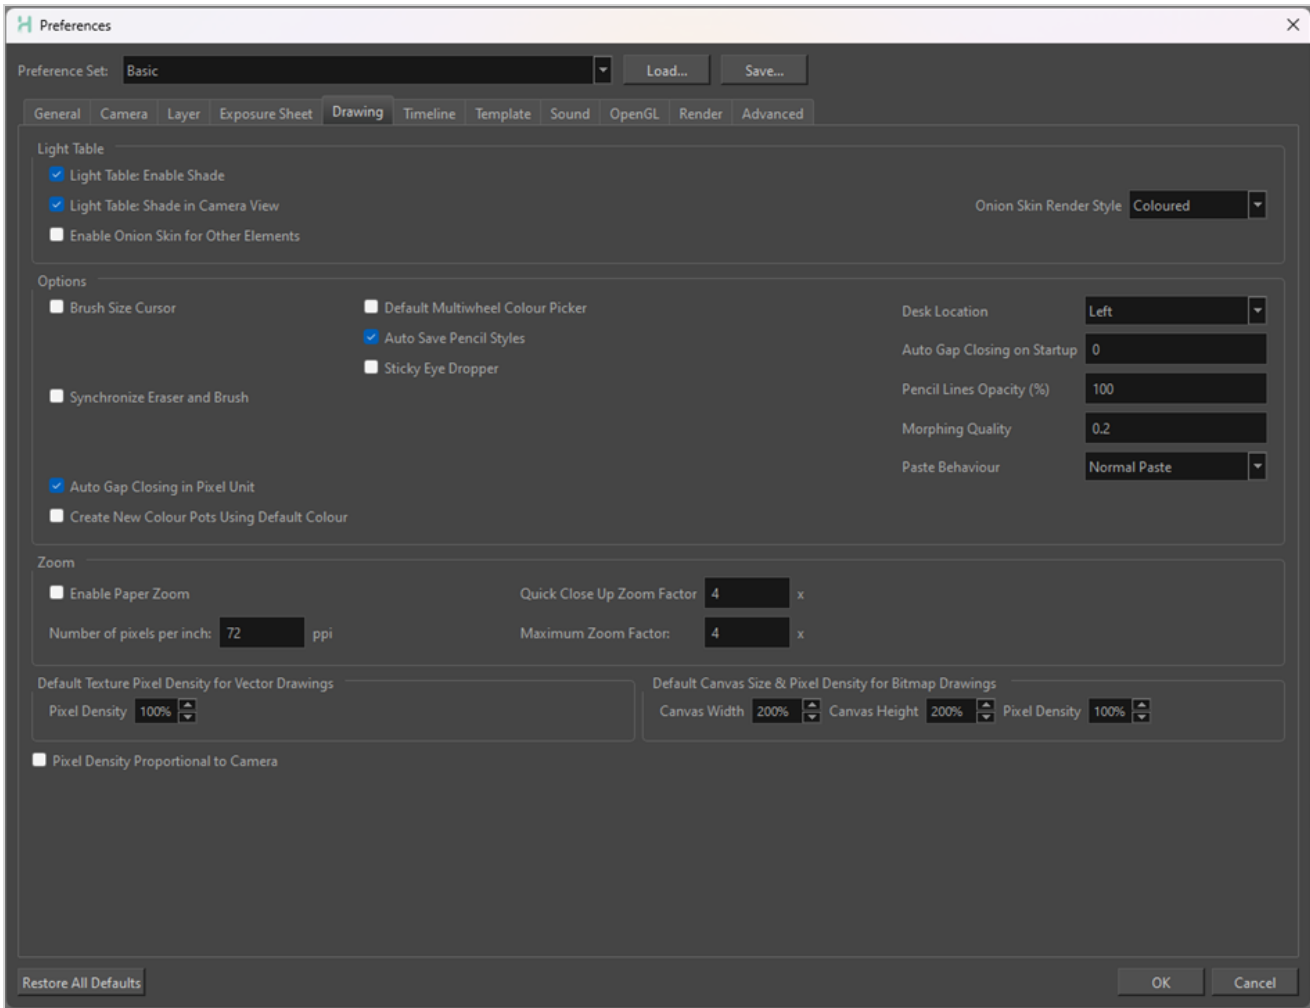 Preferences
Preference Set: Basic Load... Save...
General Camera Layer Exposure Sheet Drawing Timeline Template Sound OpenGL Render Advanced
Light Table
Light Table: Enable Shade
Light Table: Shade in Camera View Onion Skin Render Style Coloured
Enable Onion Skin for Other Elements
Options
Brush Size Cursor Default Multiwheel Colour Picker Desk Location Left
Auto Save Pencil Styles Auto Gap Closing on Startup 0
Sticky Eye Dropper
Synchronize Eraser and Brush Pencil Lines Opacity (%) 100
Morphing Quality 0.2
Paste Behaviour Normal Paste
Auto Gap Closing in Pixel Unit
Create New Colour Pots Using Default Colour
Zoom
Enable Paper Zoom Quick Close Up Zoom Factor 4 x
Number of pixels per inch: 72 ppi Maximum Zoom Factor: 4 x
Default Texture Pixel Density for Vector Drawings Default Canvas Size & Pixel Density for Bitmap Drawings
Pixel Density 100% Canvas Width 200% Canvas Height 200% Pixel Density 100%
Pixel Density Proportional to Camera
Restore All Defaults OK Cancel